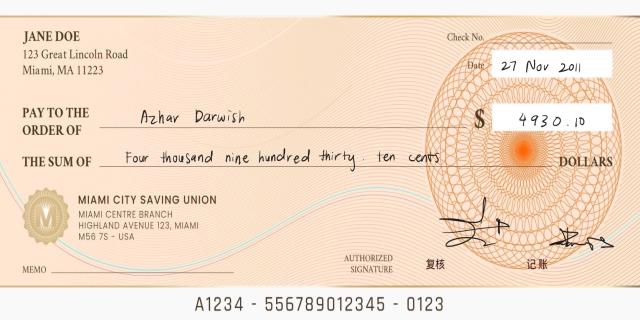 JANE DOE
123 Great Lincoln Road
Miami, MA 11223
Check No.
Date 27 Nov 2011
PAY TO THE ORDER OF Azhar Darwish
$ 4930.10
THE SUM OF Four thousand nine hundred thirty. ten cents DOLLARS
MIAMI CITY SAVING UNION
MIAMI CENTRE BRANCH
HIGHLAND AVENUE 123, MIAMI
M56 7S - USA
MEMO
AUTHORIZED SIGNATURE
复核 记账
A1234 - 556789012345 - 0123